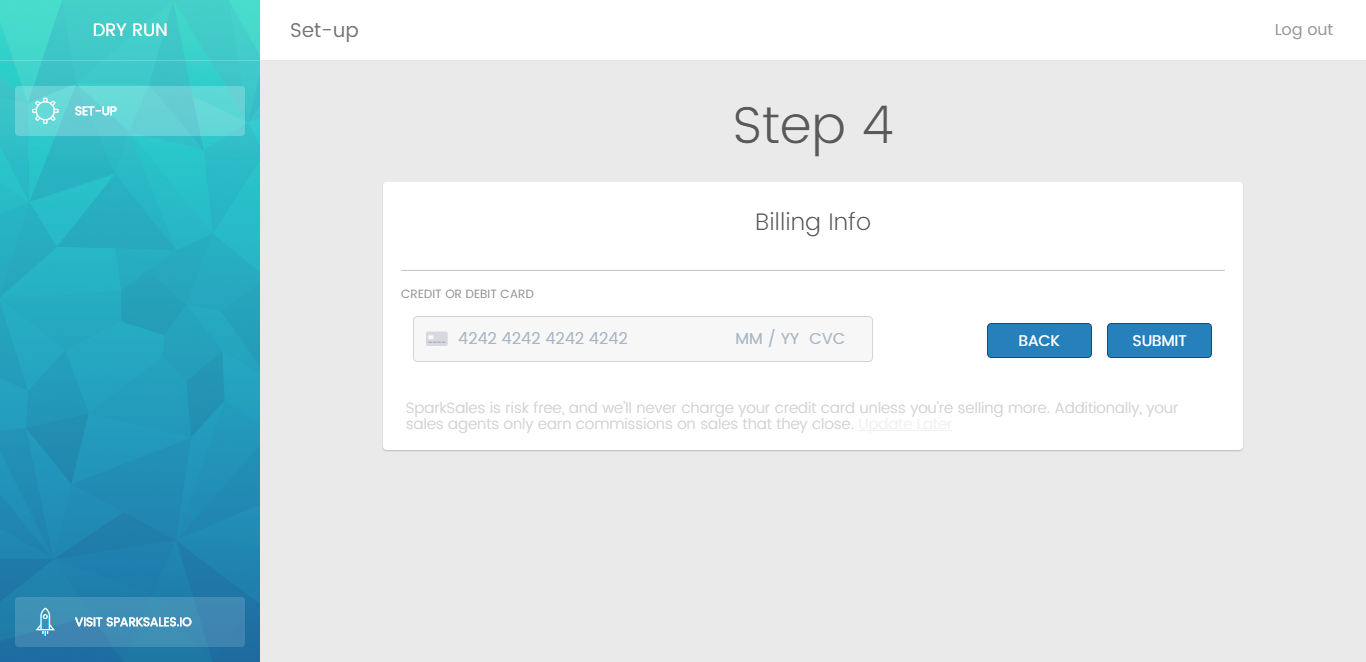 DRY RUN
Set-up
Log out
SET-UP
Step 4
Billing Info
CREDIT OR DEBIT CARD
4242 4242 4242 4242 MM / YY CVC
BACK
SUBMIT
SparkSales is risk free, and we'll never charge your credit card unless you're selling more. Additionally, your
sales agents only earn commissions on sales that they close. Update Later
VISIT SPARKSALES.IO